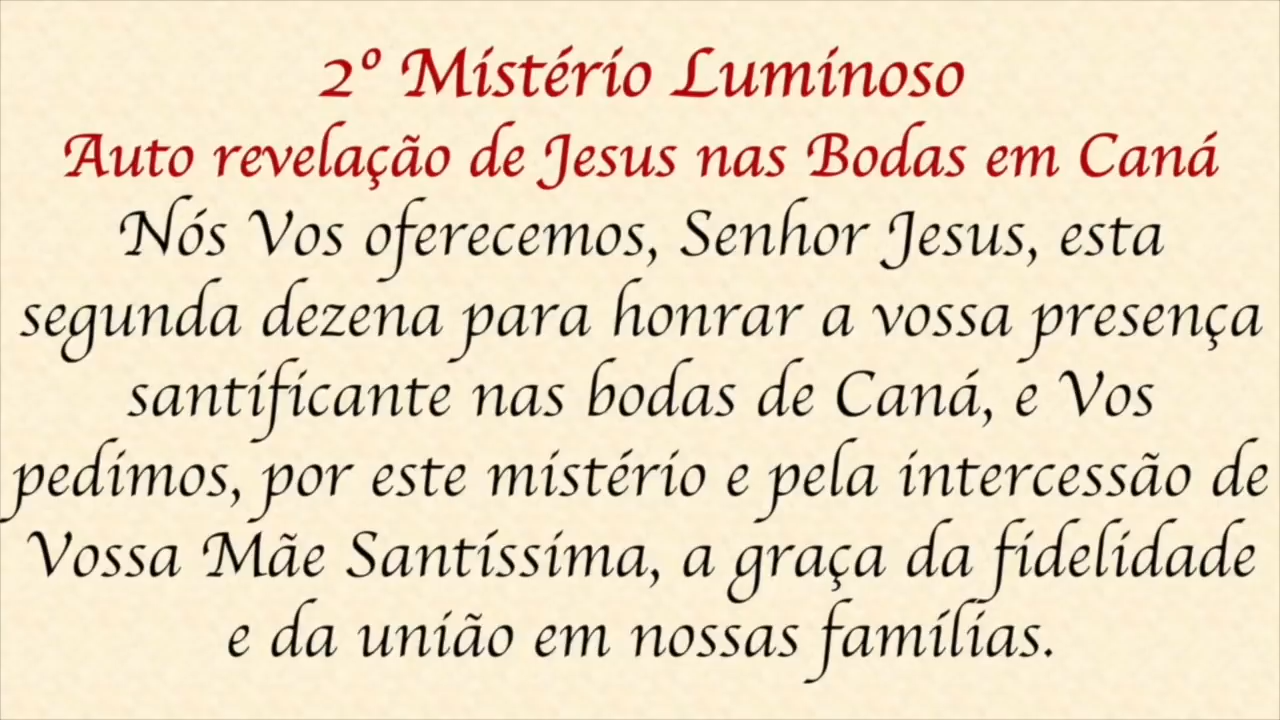 2º Mistério Luminoso
Auto revelação de Jesus nas Bodas em Caná
Nós Vos oferecemos, Senhor Jesus, esta
segunda dezena para honrar a vossa presença
santificante nas bodas de Caná, e Vos
pedimos, por este mistério e pela intercessão de
Vossa Mãe Santíssima, a graça da fidelidade
e da união em nossas famílias.